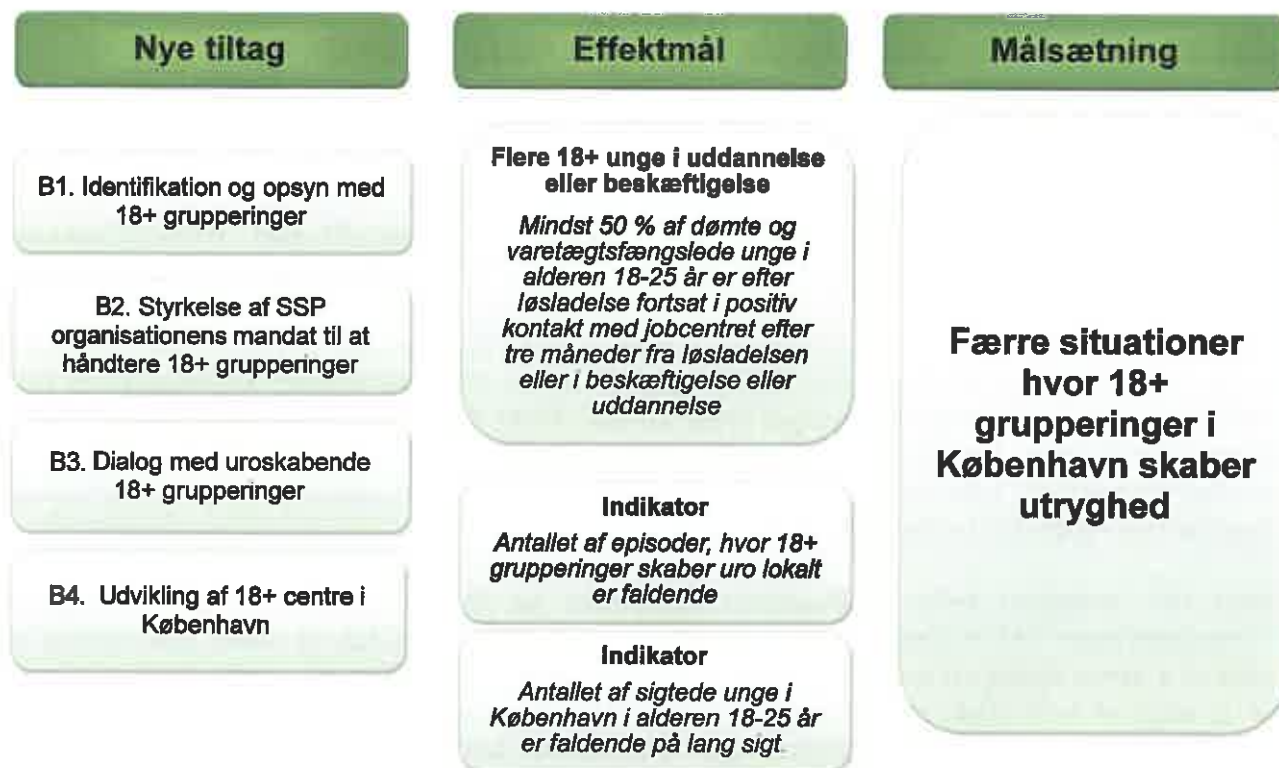 Nye tiltag
B1. Identifikation og opsyn med
18+ grupperinger
B2. Styrkelse af SSP
organisationens mandat til at
håndtere 18+ grupperinger
B3. Dialog med uroskabende
18+ grupperinger
B4. Udvikling af 18+ centre i
København
Effektmål
Flere 18+ unge i uddannelse
eller beskæftigelse
Mindst 50 % af dømte og
varetægtsfængslede unge i
alderen 18-25 år er efter
løsladelse fortsat i positiv
kontakt med jobcentret efter
tre måneder fra løsladelsen
eller i beskæftigelse eller
uddannelse
Indikator
Antallet af episoder, hvor 18+
grupperinger skaber uro lokalt
er faldende
Indikator
Antallet af sigtede unge i
København i alderen 18-25 år
er faldende på lang sigt.
Målsætning
Færre situationer
hvor 18+
grupperinger i
København skaber
utryghed